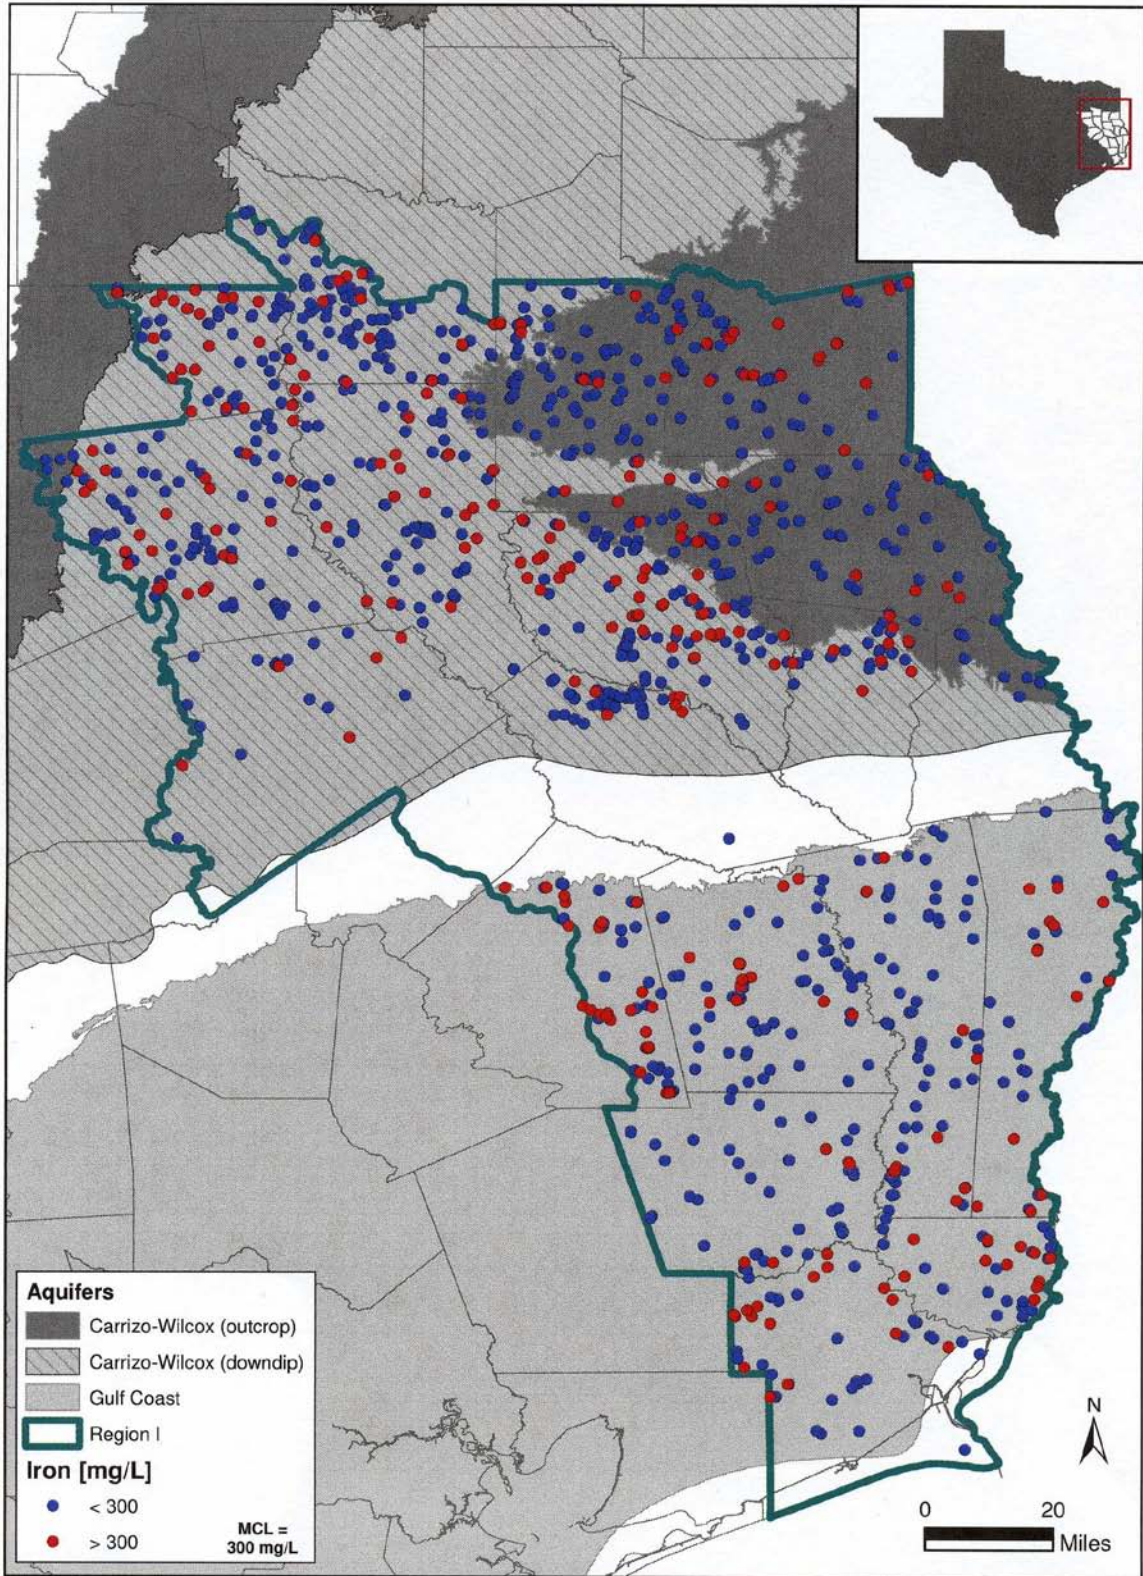 Aquifers
Carrizo-Wilcox (outcrop)
Carrizo-Wilcox (downdip)
Gulf Coast
Region I
Iron [mg/L]
< 300
> 300
MCL =
300 mg/L
N
0 20
Miles